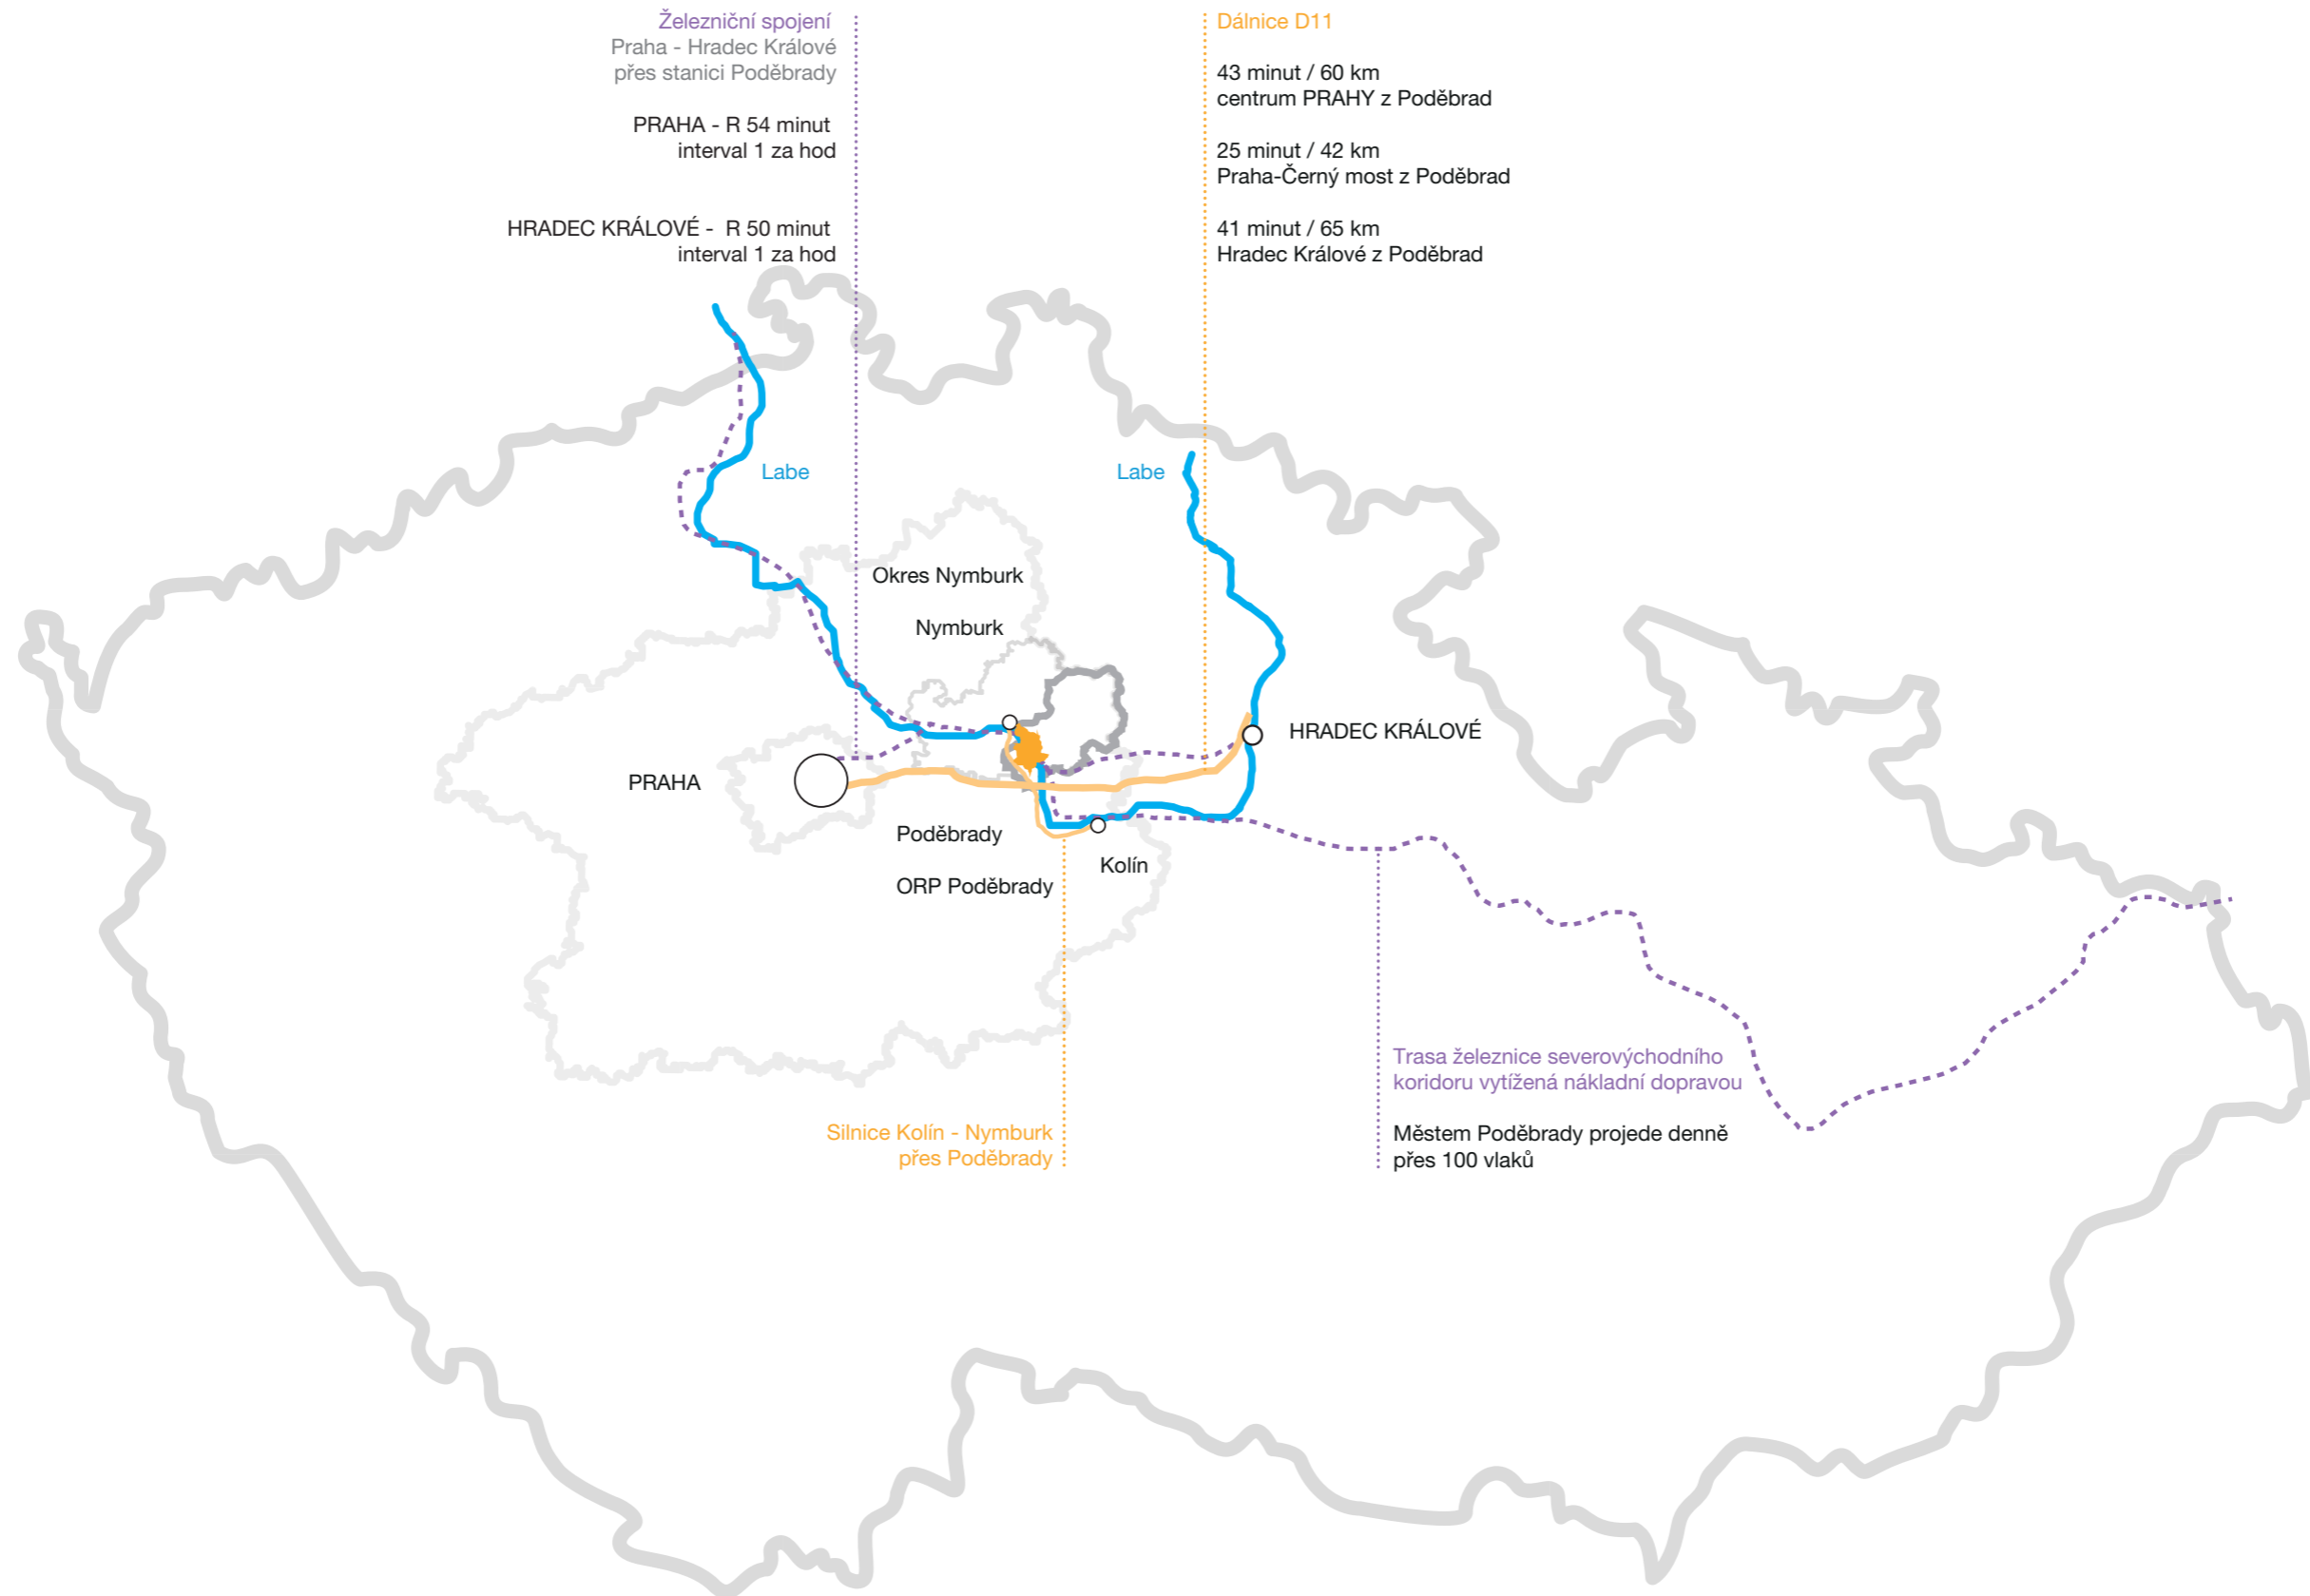 Železniční spojení
Praha - Hradec Králové
přes stanici Poděbrady
PRAHA - R 54 minut
interval 1 za hod
HRADEC KRÁLOVÉ - R 50 minut
interval 1 za hod
Dálnice D11
43 minut / 60 km
centrum PRAHY z Poděbrad
25 minut / 42 km
Praha-Černý most z Poděbrad
41 minut / 65 km
Hradec Králové z Poděbrad
Labe
Labe
Okres Nymburk
Nymburk
HRADEC KRÁLOVÉ
PRAHA
Poděbrady
Kolín
ORP Poděbrady
Trasa železnice severovýchodního
koridoru vytížená nákladní dopravou
Městem Poděbrady projede denně
přes 100 vlaků
Silnice Kolín - Nymburk
přes Poděbrady